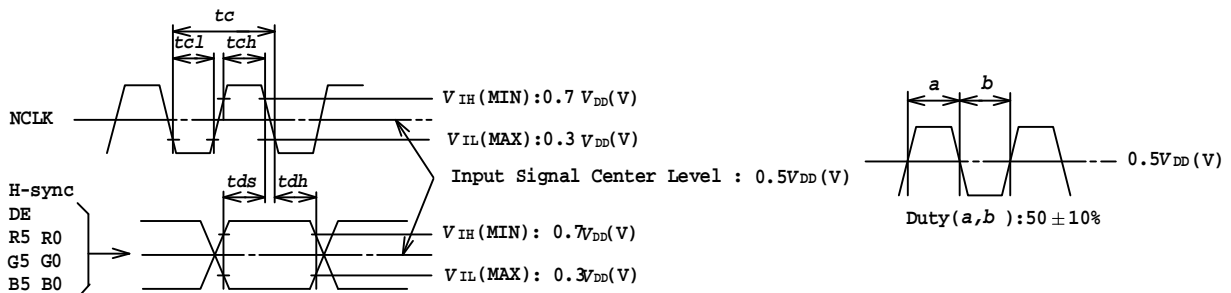 tc
tcl tch
NCLK
VIH(MIN):0.7 VDD(V)
VIL(MAX):0.3 VDD(V)
Input Signal Center Level : 0.5VDD(V)
tds tdh
H-sync
DE
R5 R0
G5 G0
B5 B0
VIH(MIN): 0.7VDD(V)
VIL(MAX): 0.3VDD(V)
a b
0.5VDD(V)
Duty(a,b ):50±10%